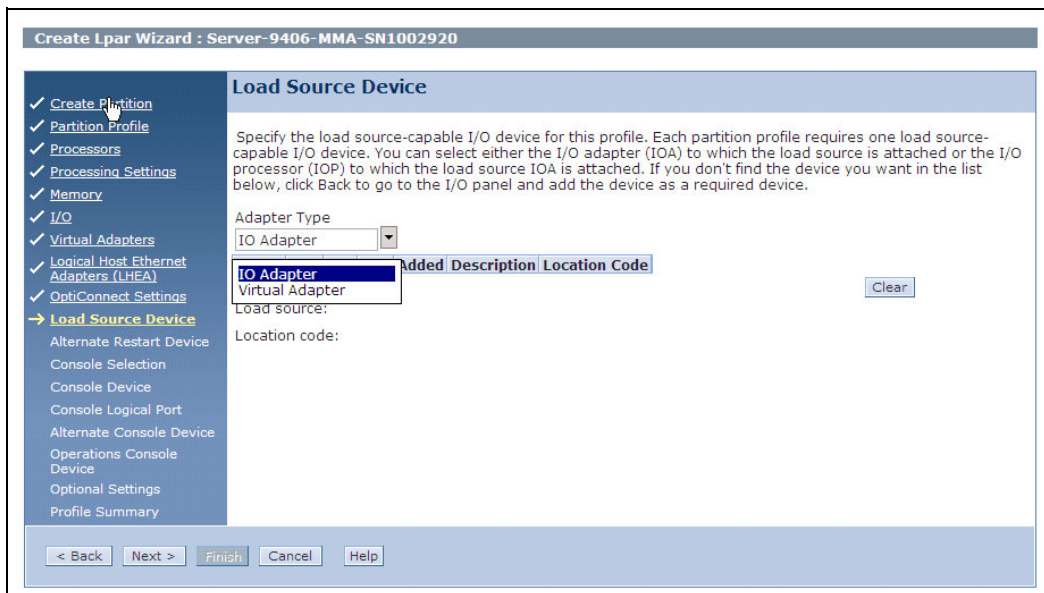 Create Lpar Wizard : Server-9406-MMA-SN1002920
Create Partition
Partition Profile
Processors
Processing Settings
Memory
I/O
Virtual Adapters
Logical Host Ethernet
Adapters (LHEA)
OptiConnect Settings
Load Source Device
Alternate Restart Device
Console Selection
Console Device
Console Logical Port
Alternate Console Device
Operations Console
Device
Optional Settings
Profile Summary
Load Source Device
Specify the load source-capable I/O device for this profile. Each partition profile requires one load source-
capable I/O device. You can select either the I/O adapter (IOA) to which the load source is attached or the I/O
processor (IOP) to which the load source IOA is attached. If you don't find the device you want in the list
below, click Back to go to the I/O panel and add the device as a required device.
Adapter Type
IO Adapter
Added Description Location Code
IO Adapter
Virtual Adapter
Clear
Load source:
Location code:
< Back Next > Finish Cancel Help